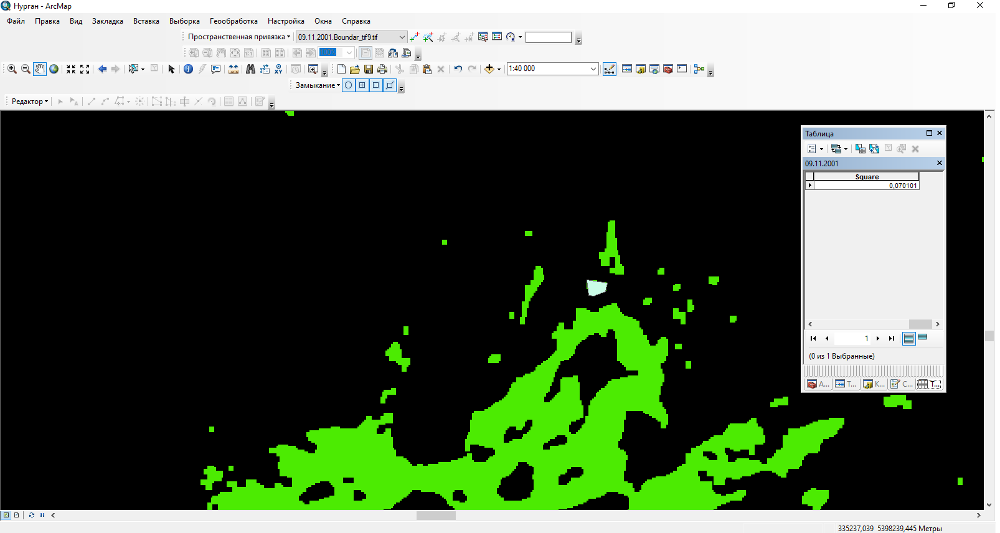 Нурган - ArcMap
Файл Правка Вид Закладка Вставка Выборка Геообработка Настройка Окна Справка
Пространственная привязка 09.11.2001.Boundar_tif9.tif
100%
1:40 000
Замыкание
Редактор
Таблица
09.11.2001
Square
0,070101
1
(0 из 1 Выбранные)
А... Т... К... С... Т...
335237,039 5398239,445 Метры